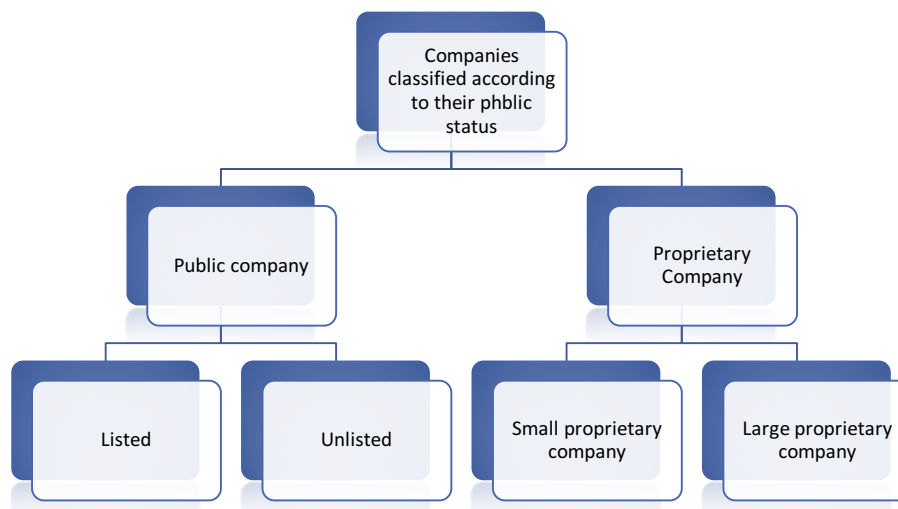 Companies
classified according
to their phblic
status
Public company
Proprietary
Company
Listed
Unlisted
Small proprietary
company
Large proprietary
company